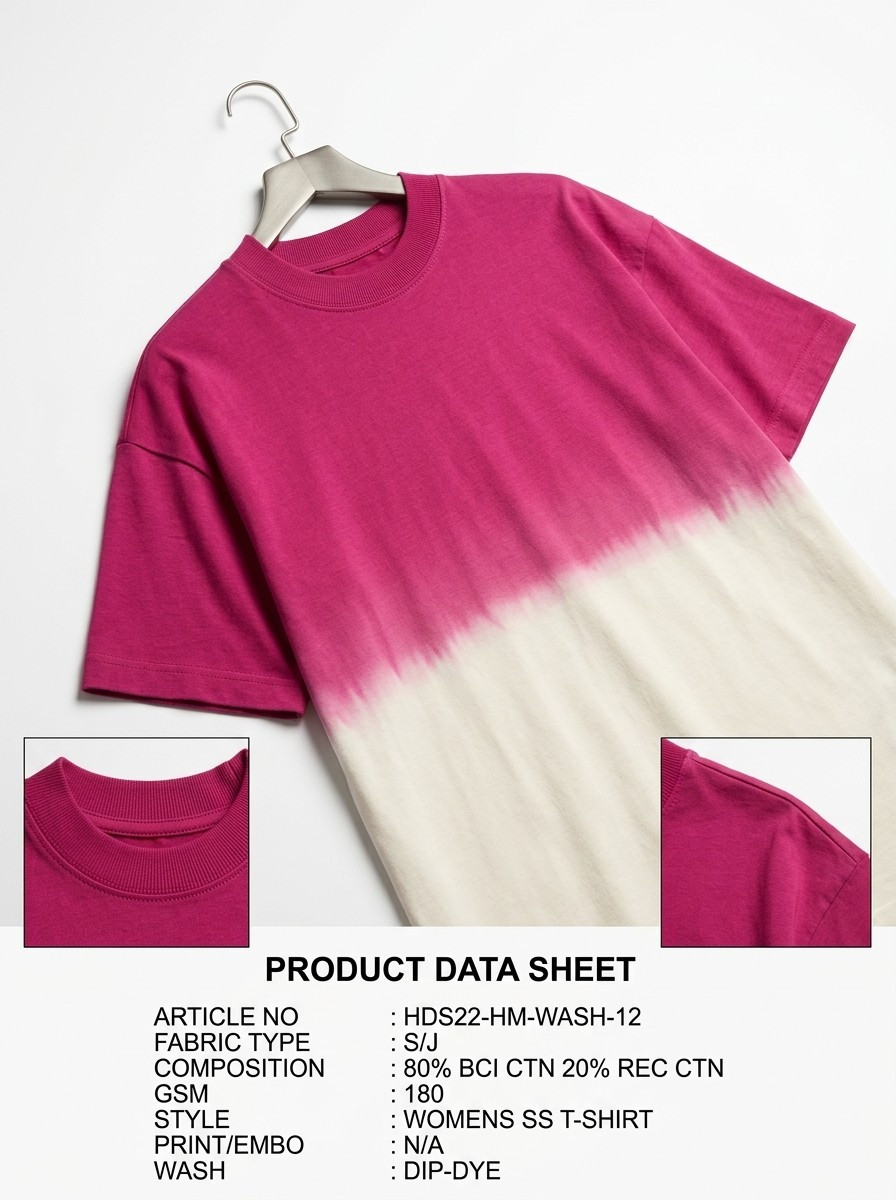 PRODUCT DATA SHEET
ARTICLE NO : HDS22-HM-WASH-12
FABRIC TYPE : S/J
COMPOSITION : 80% BCI CTN 20% REC CTN
GSM : 180
STYLE : WOMENS SS T-SHIRT
PRINT/EMBO : N/A
WASH : DIP-DYE